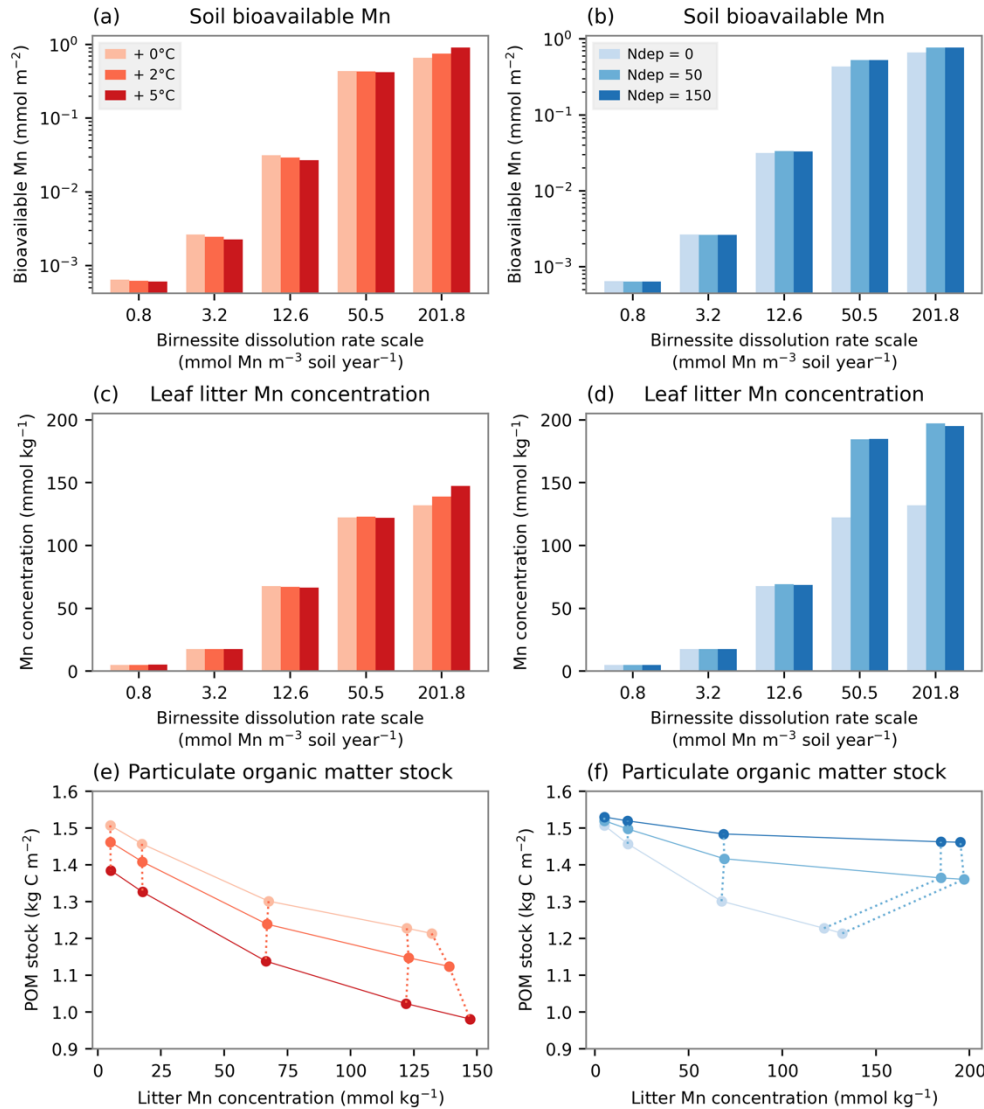 (a) Soil bioavailable Mn
Bioavailable Mn (mmol m⁻²)
10⁰
10⁻¹
10⁻²
10⁻³
+ 0°C
+ 2°C
+ 5°C
0.8 3.2 12.6 50.5 201.8
Birnessite dissolution rate scale
(mmol Mn m⁻³ soil year⁻¹)
(b) Soil bioavailable Mn
Bioavailable Mn (mmol m⁻²)
10⁰
10⁻¹
10⁻²
10⁻³
Ndep = 0
Ndep = 50
Ndep = 150
0.8 3.2 12.6 50.5 201.8
Birnessite dissolution rate scale
(mmol Mn m⁻³ soil year⁻¹)
(c) Leaf litter Mn concentration
Mn concentration (mmol kg⁻¹)
200
150
100
50
0
0.8 3.2 12.6 50.5 201.8
Birnessite dissolution rate scale
(mmol Mn m⁻³ soil year⁻¹)
(d) Leaf litter Mn concentration
Mn concentration (mmol kg⁻¹)
200
150
100
50
0
0.8 3.2 12.6 50.5 201.8
Birnessite dissolution rate scale
(mmol Mn m⁻³ soil year⁻¹)
(e) Particulate organic matter stock
POM stock (kg C m⁻²)
1.6
1.5
1.4
1.3
1.2
1.1
1.0
0.9
0 25 50 75 100 125 150
Litter Mn concentration (mmol kg⁻¹)
(f) Particulate organic matter stock
POM stock (kg C m⁻²)
1.6
1.5
1.4
1.3
1.2
1.1
1.0
0.9
0 50 100 150 200
Litter Mn concentration (mmol kg⁻¹)